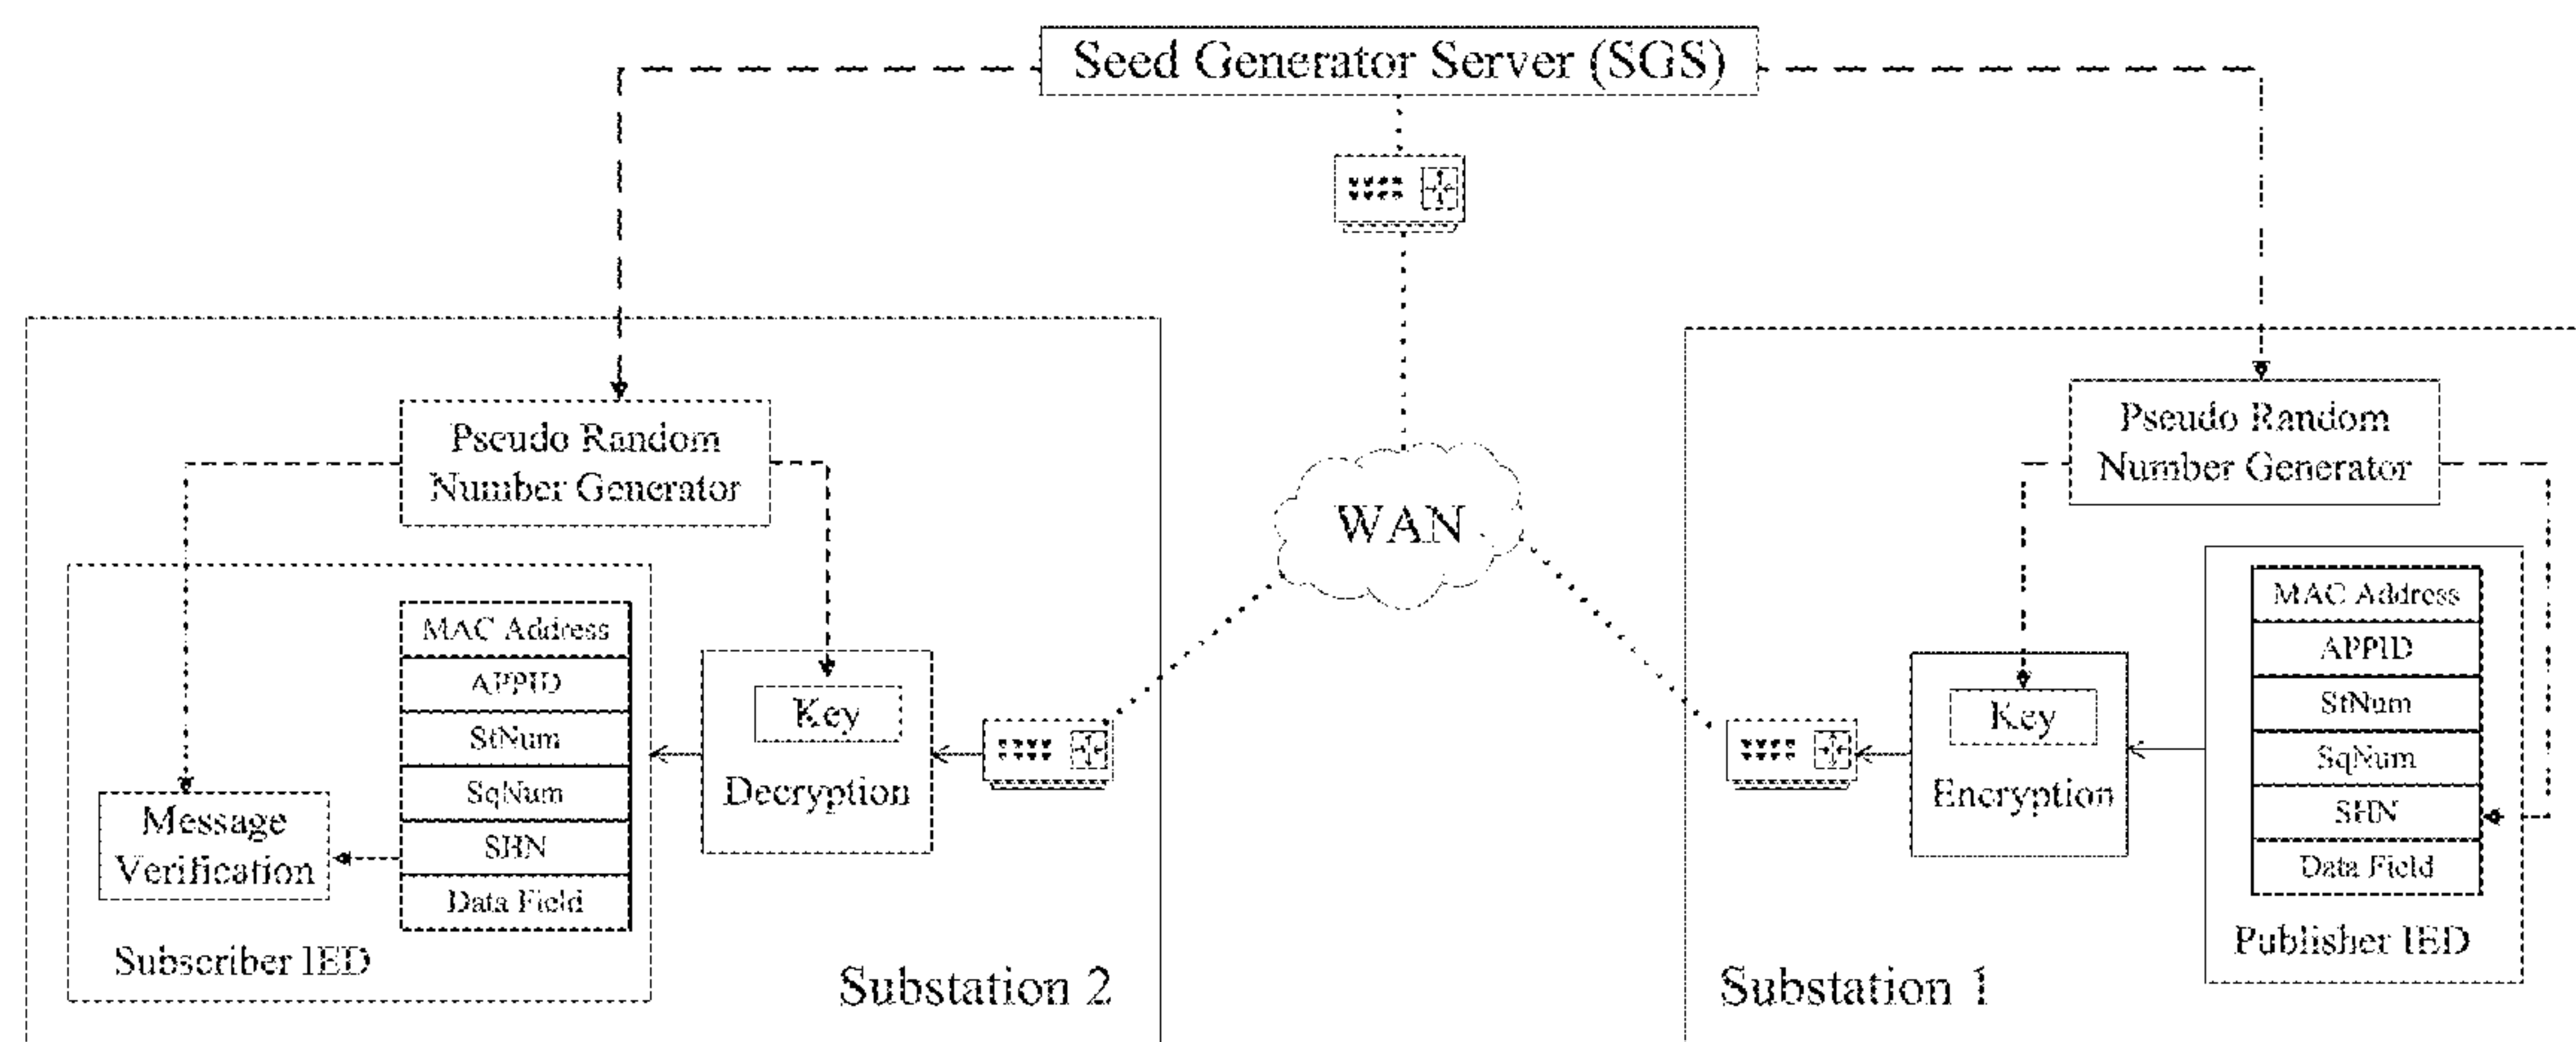 Seed Generator Server (SGS)
Pseudo Random
Number Generator
MAC Address
APPID
StNum
SqNum
SHN
Data Field
Message
Verification
Subscriber IED
Key
Decryption
Substation 2
WAN
Pseudo Random
Number Generator
Key
Encryption
MAC Address
APPID
StNum
SqNum
SHN
Data Field
Publisher IED
Substation 1